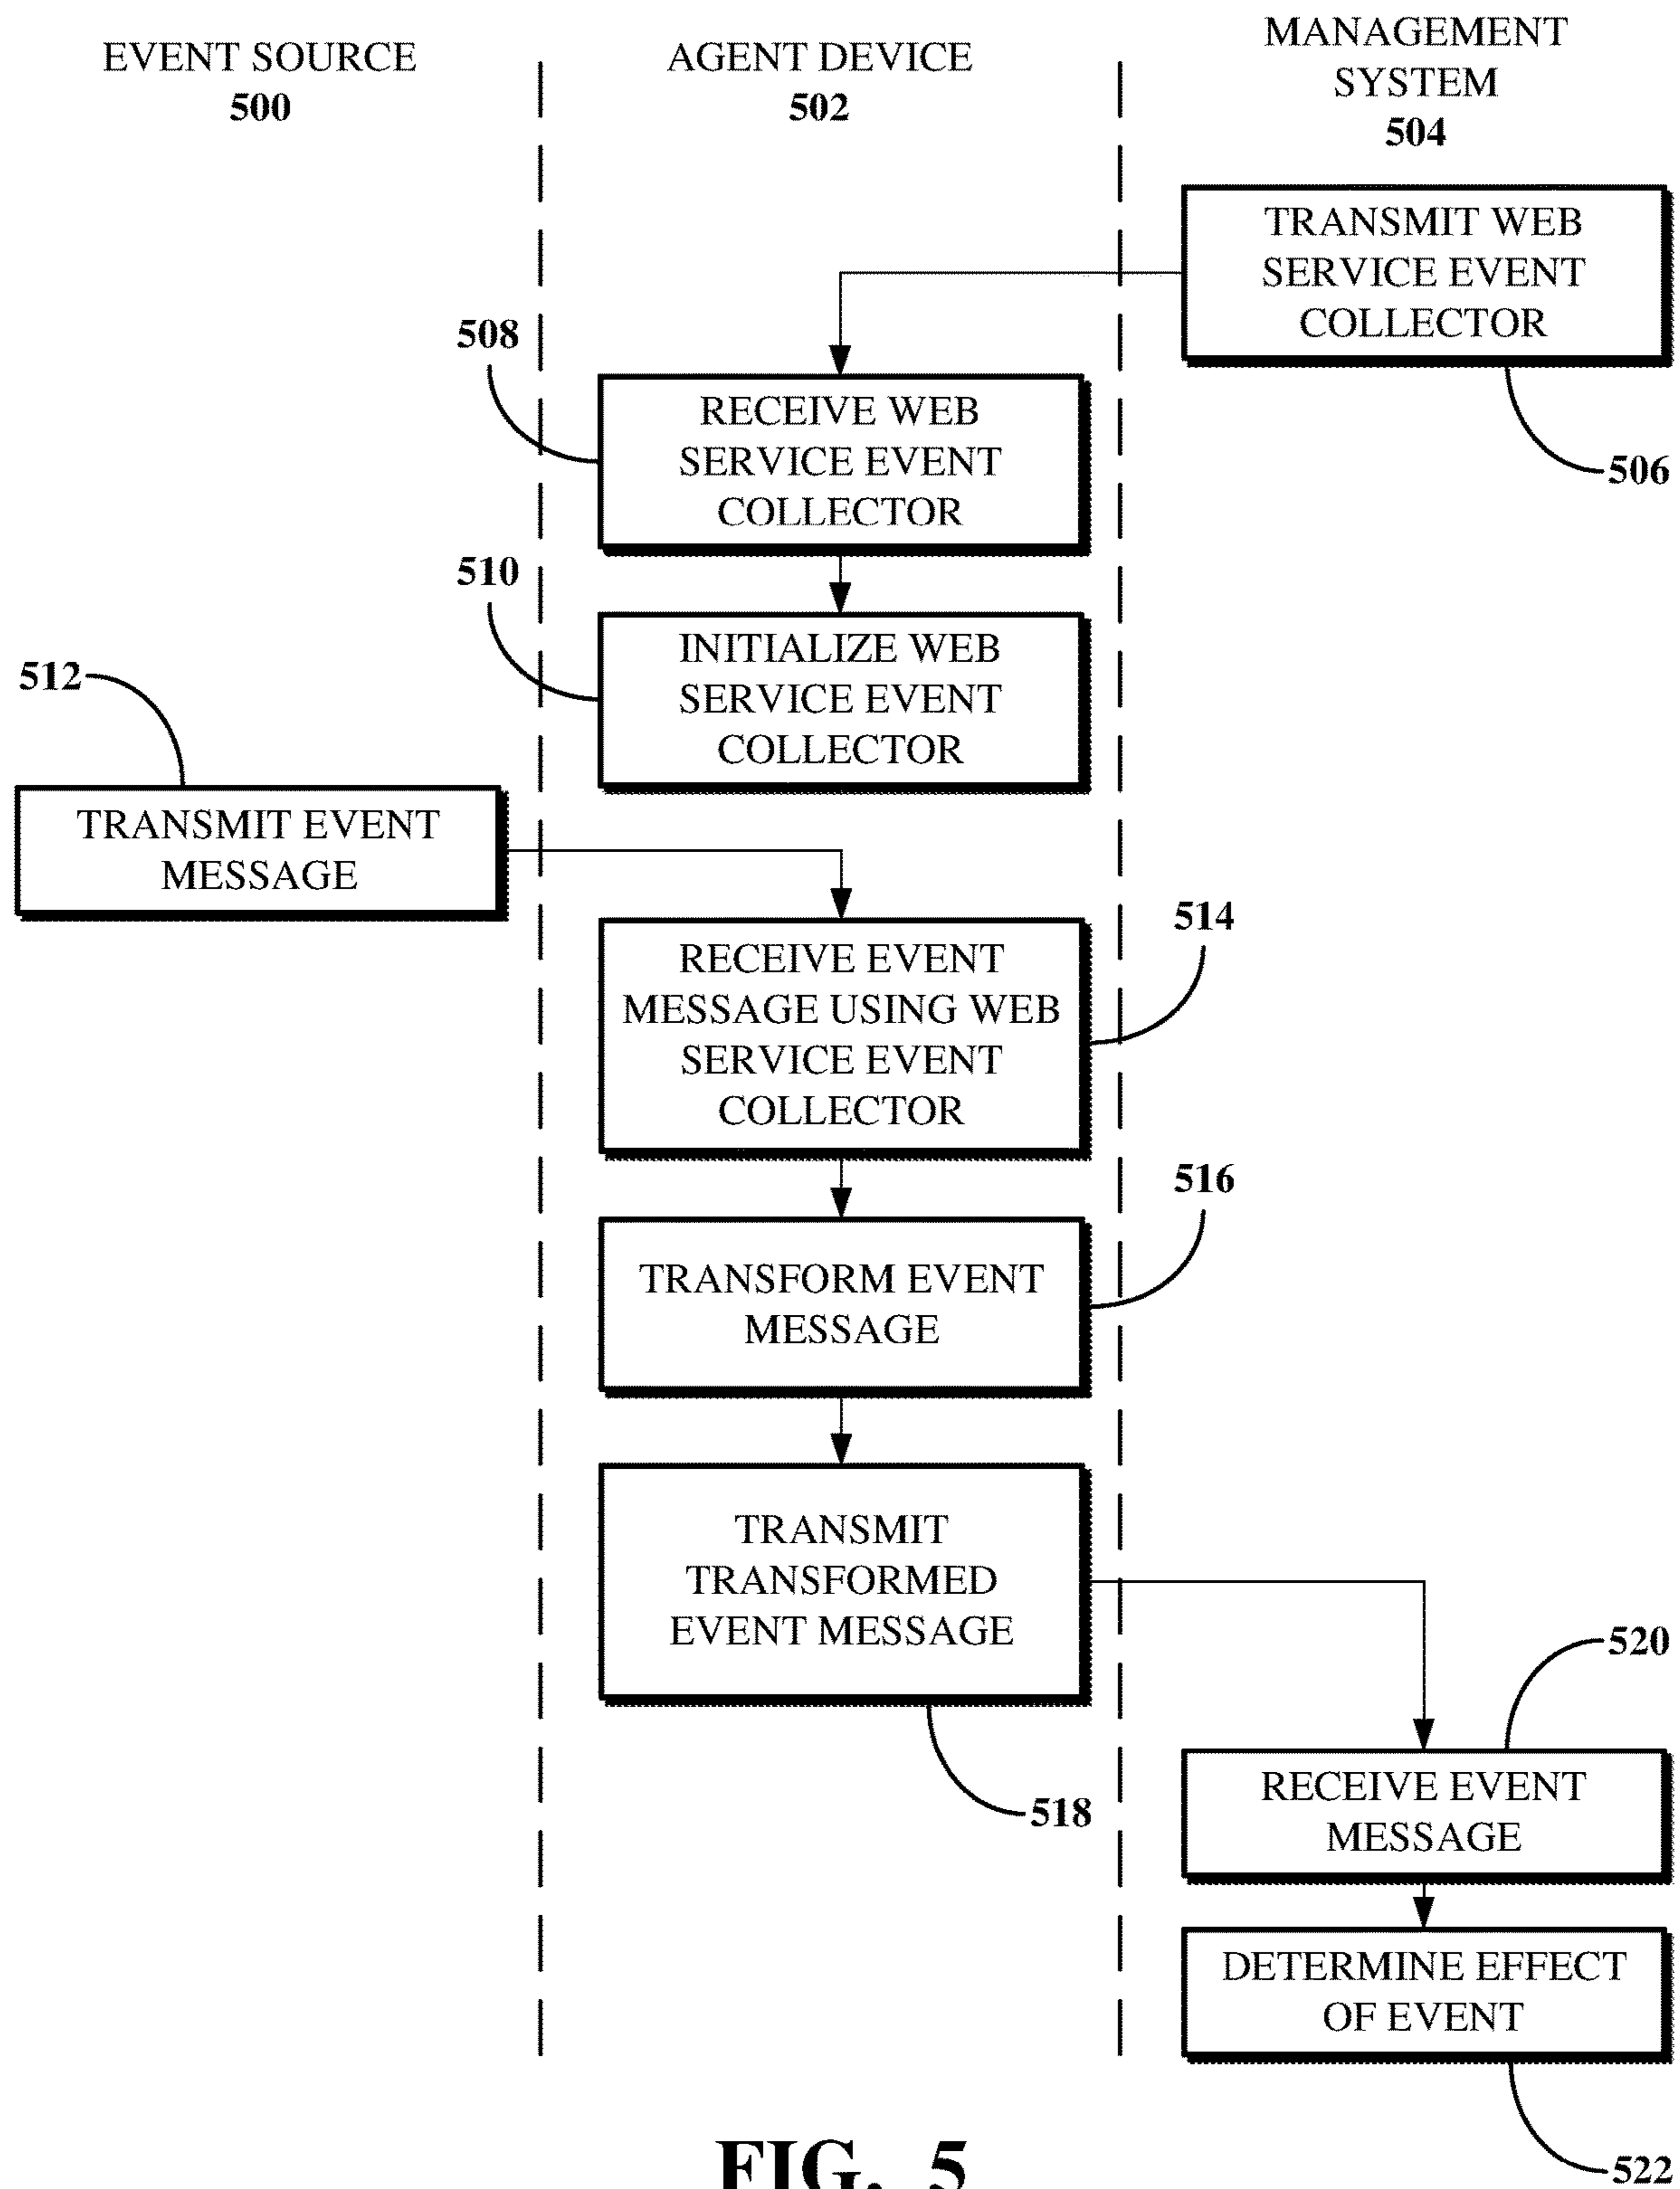 EVENT SOURCE
500
AGENT DEVICE
502
MANAGEMENT
SYSTEM
504
TRANSMIT WEB
SERVICE EVENT
COLLECTOR
506
508
RECEIVE WEB
SERVICE EVENT
COLLECTOR
510
INITIALIZE WEB
SERVICE EVENT
COLLECTOR
512
TRANSMIT EVENT
MESSAGE
514
RECEIVE EVENT
MESSAGE USING WEB
SERVICE EVENT
COLLECTOR
516
TRANSFORM EVENT
MESSAGE
TRANSMIT
TRANSFORMED
EVENT MESSAGE
518
520
RECEIVE EVENT
MESSAGE
DETERMINE EFFECT
OF EVENT
522
FIG. 5